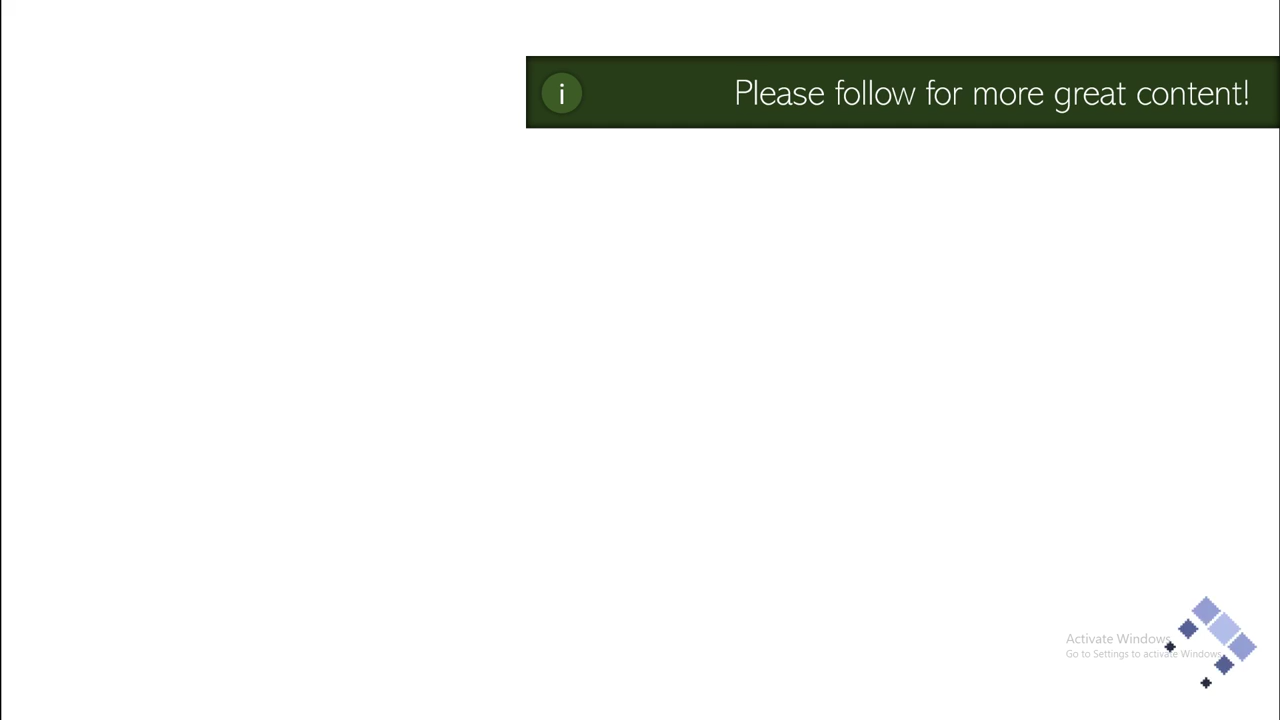 i
Please follow for more great content!
Activate Windows
Go to Settings to activate Windows.